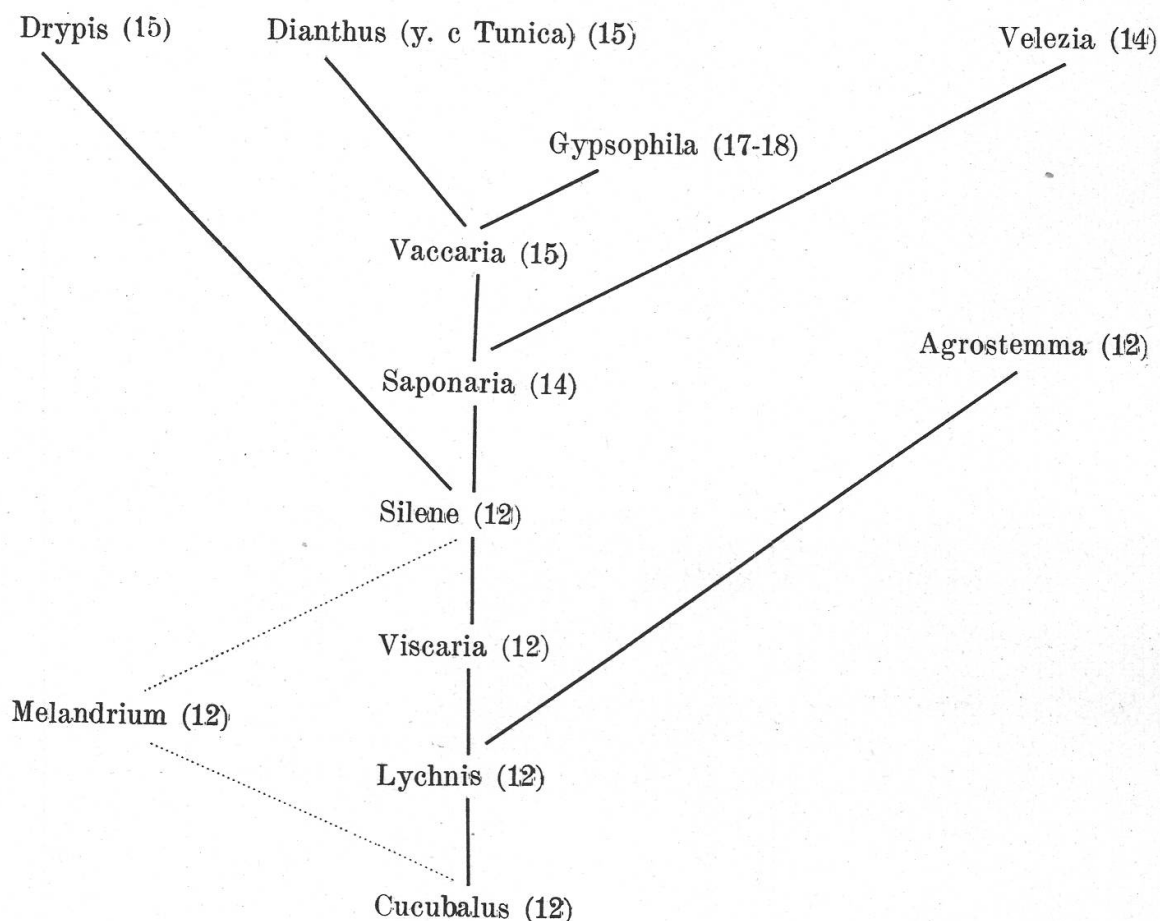 Drypis (15)
Dianthus (y. c Tunica) (15)
Velezia (14)
Gypsophila (17-18)
Vaccaria (15)
Agrostemma (12)
Saponaria (14)
Silene (12)
Viscaria (12)
Melandrium (12)
Lychnis (12)
Cucubalus (12)